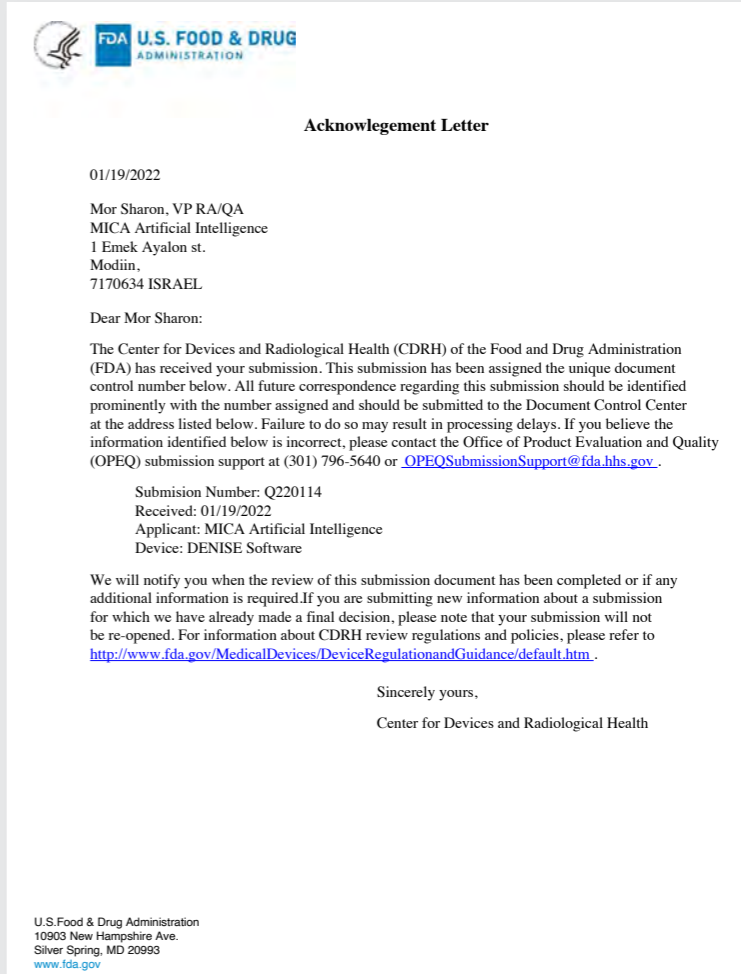 FDA U.S. FOOD & DRUG
ADMINISTRATION
Acknowlegement Letter
01/19/2022
Mor Sharon, VP RA/QA
MICA Artificial Intelligence
1 Emek Ayalon st.
Modiin,
7170634 ISRAEL
Dear Mor Sharon:
The Center for Devices and Radiological Health (CDRH) of the Food and Drug Administration
(FDA) has received your submission. This submission has been assigned the unique document
control number below. All future correspondence regarding this submission should be identified
prominently with the number assigned and should be submitted to the Document Control Center
at the address listed below. Failure to do so may result in processing delays. If you believe the
information identified below is incorrect, please contact the Office of Product Evaluation and Quality
(OPEQ) submission support at (301) 796-5640 or OPEQSubmissionSupport@fda.hhs.gov .
Submision Number: Q220114
Received: 01/19/2022
Applicant: MICA Artificial Intelligence
Device: DENISE Software
We will notify you when the review of this submission document has been completed or if any
additional information is required.If you are submitting new information about a submission
for which we have already made a final decision, please note that your submission will not
be re-opened. For information about CDRH review regulations and policies, please refer to
http://www.fda.gov/MedicalDevices/DeviceRegulationandGuidance/default.htm .
Sincerely yours,
Center for Devices and Radiological Health
U.S.Food & Drug Administration
10903 New Hampshire Ave.
Silver Spring, MD 20993
www.fda.gov